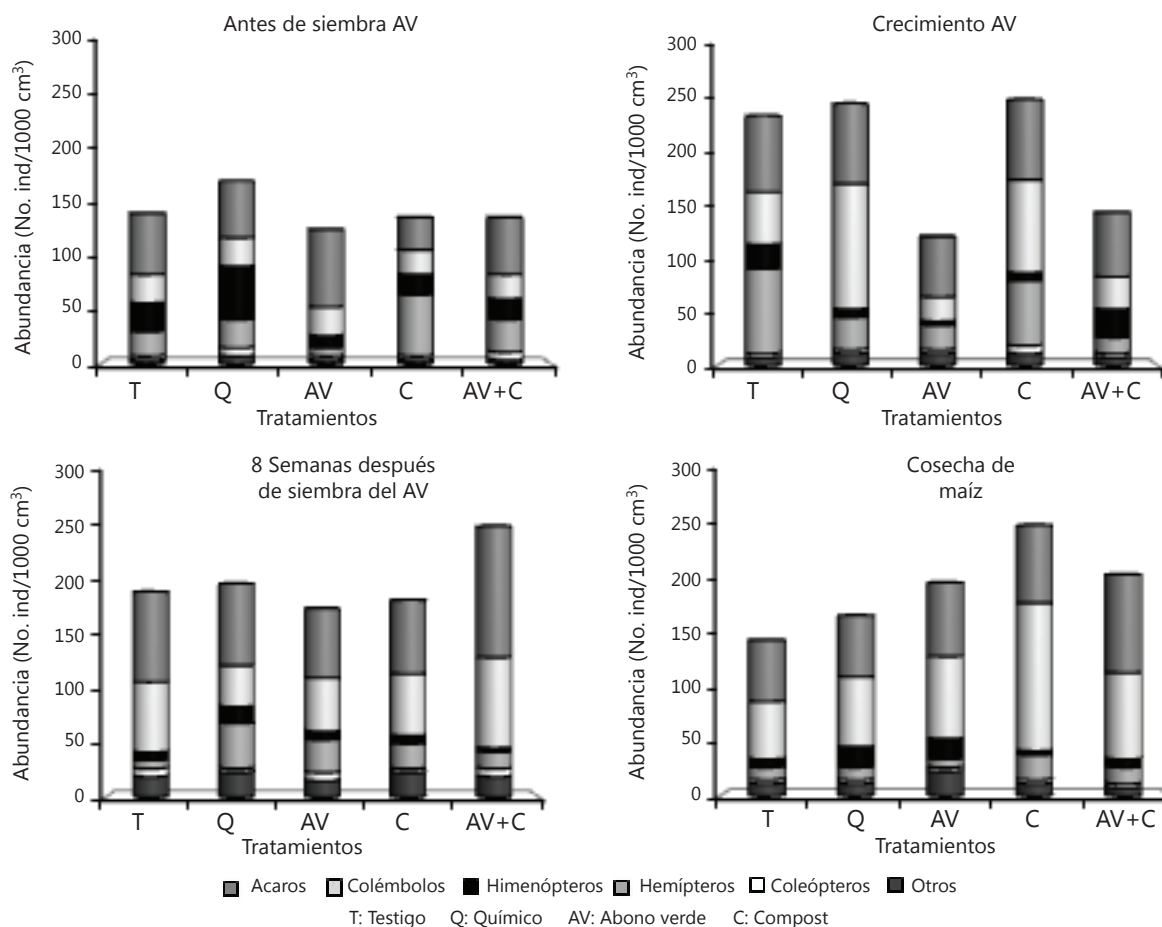 Antes de siembra AV
Abundancia (No. ind/1000 cm³)
300
250
200
150
100
50
0
T Q AV C AV+C
Tratamientos
Crecimiento AV
Abundancia (No. ind/1000 cm³)
300
250
200
150
100
50
0
T Q AV C AV+C
Tratamientos
8 Semanas después
de siembra del AV
Abundancia (No. ind/1000 cm³)
300
250
200
150
100
50
0
T Q AV C AV+C
Tratamientos
Cosecha de
maíz
Abundancia (No. ind/1000 cm³)
300
250
200
150
100
50
0
T Q AV C AV+C
Tratamientos
Acaros Colémbolos Himenópteros Hemípteros Coleópteros Otros
T: Testigo Q: Químico AV: Abono verde C: Compost